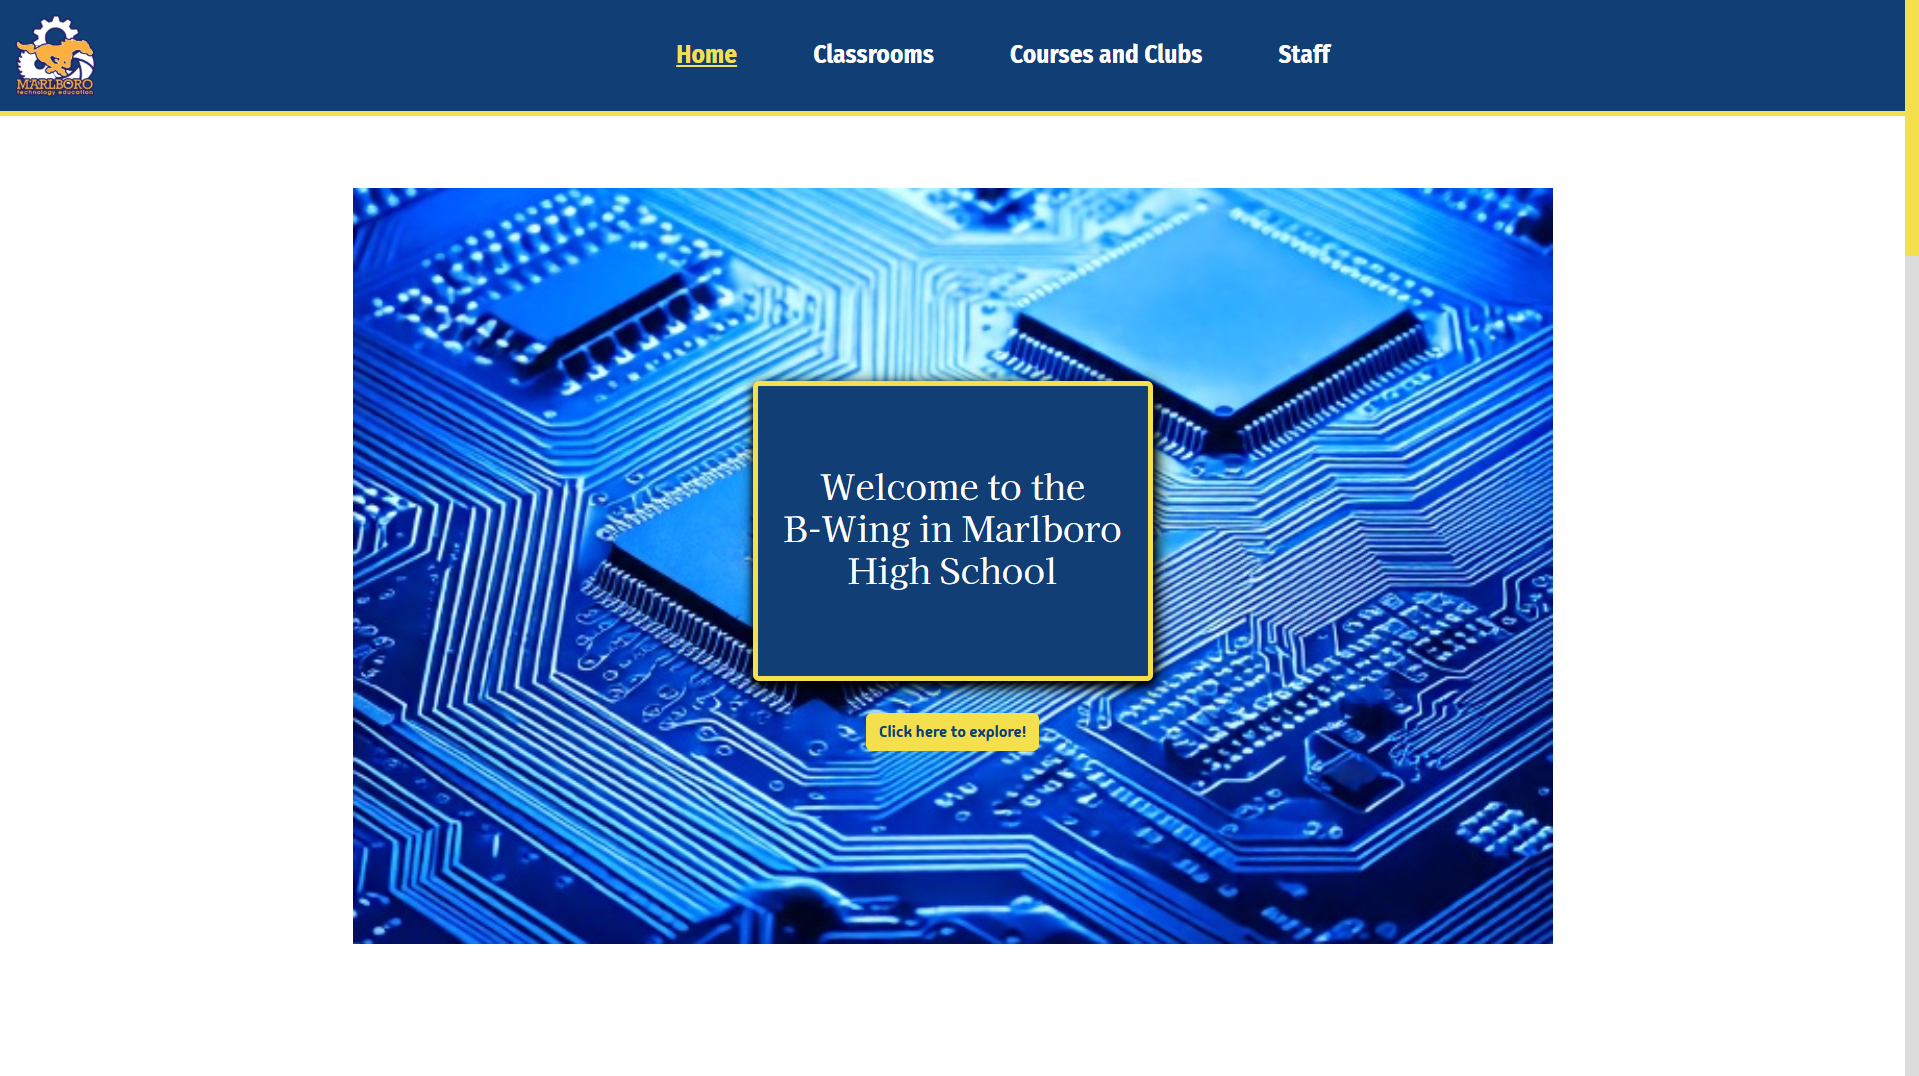 MARLBORO
technology education
Home
Classrooms
Courses and Clubs
Staff
Welcome to the
B-Wing in Marlboro
High School
Click here to explore!